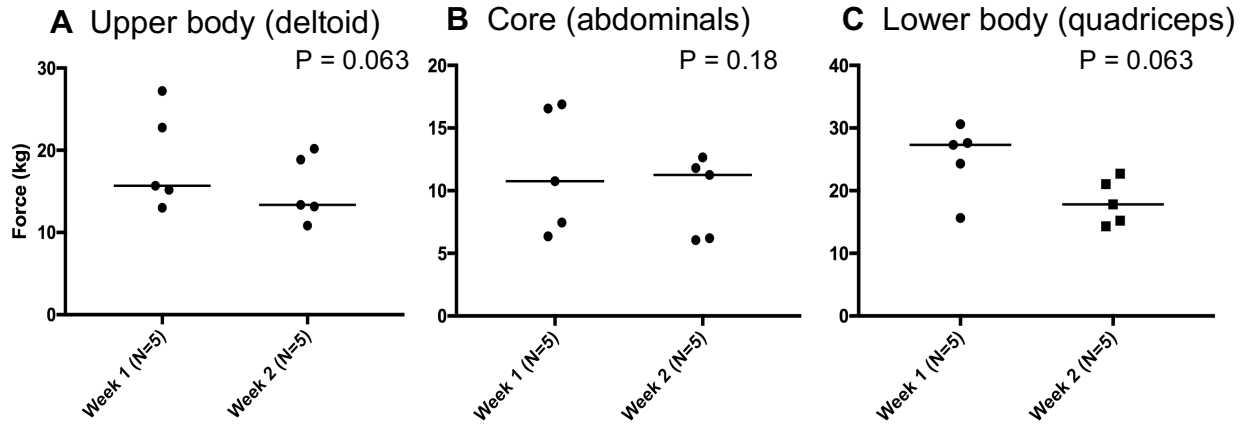 A Upper body (deltoid)
P = 0.063
Force (kg)
30
20
10
0
Week 1 (N=5)
Week 2 (N=5)
B Core (abdominals)
P = 0.18
20
15
10
5
0
Week 1 (N=5)
Week 2 (N=5)
C Lower body (quadriceps)
P = 0.063
40
30
20
10
0
Week 1 (N=5)
Week 2 (N=5)